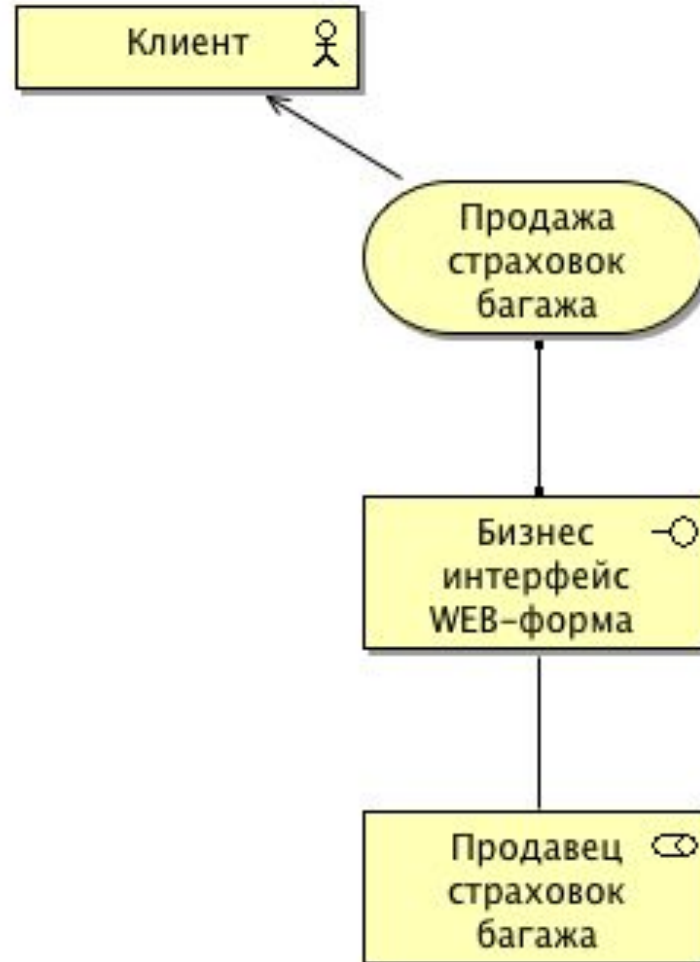 Клиент
Продажа
страховок
багажа
Бизнес
интерфейс
WEB-форма
Продавец
страховок
багажа